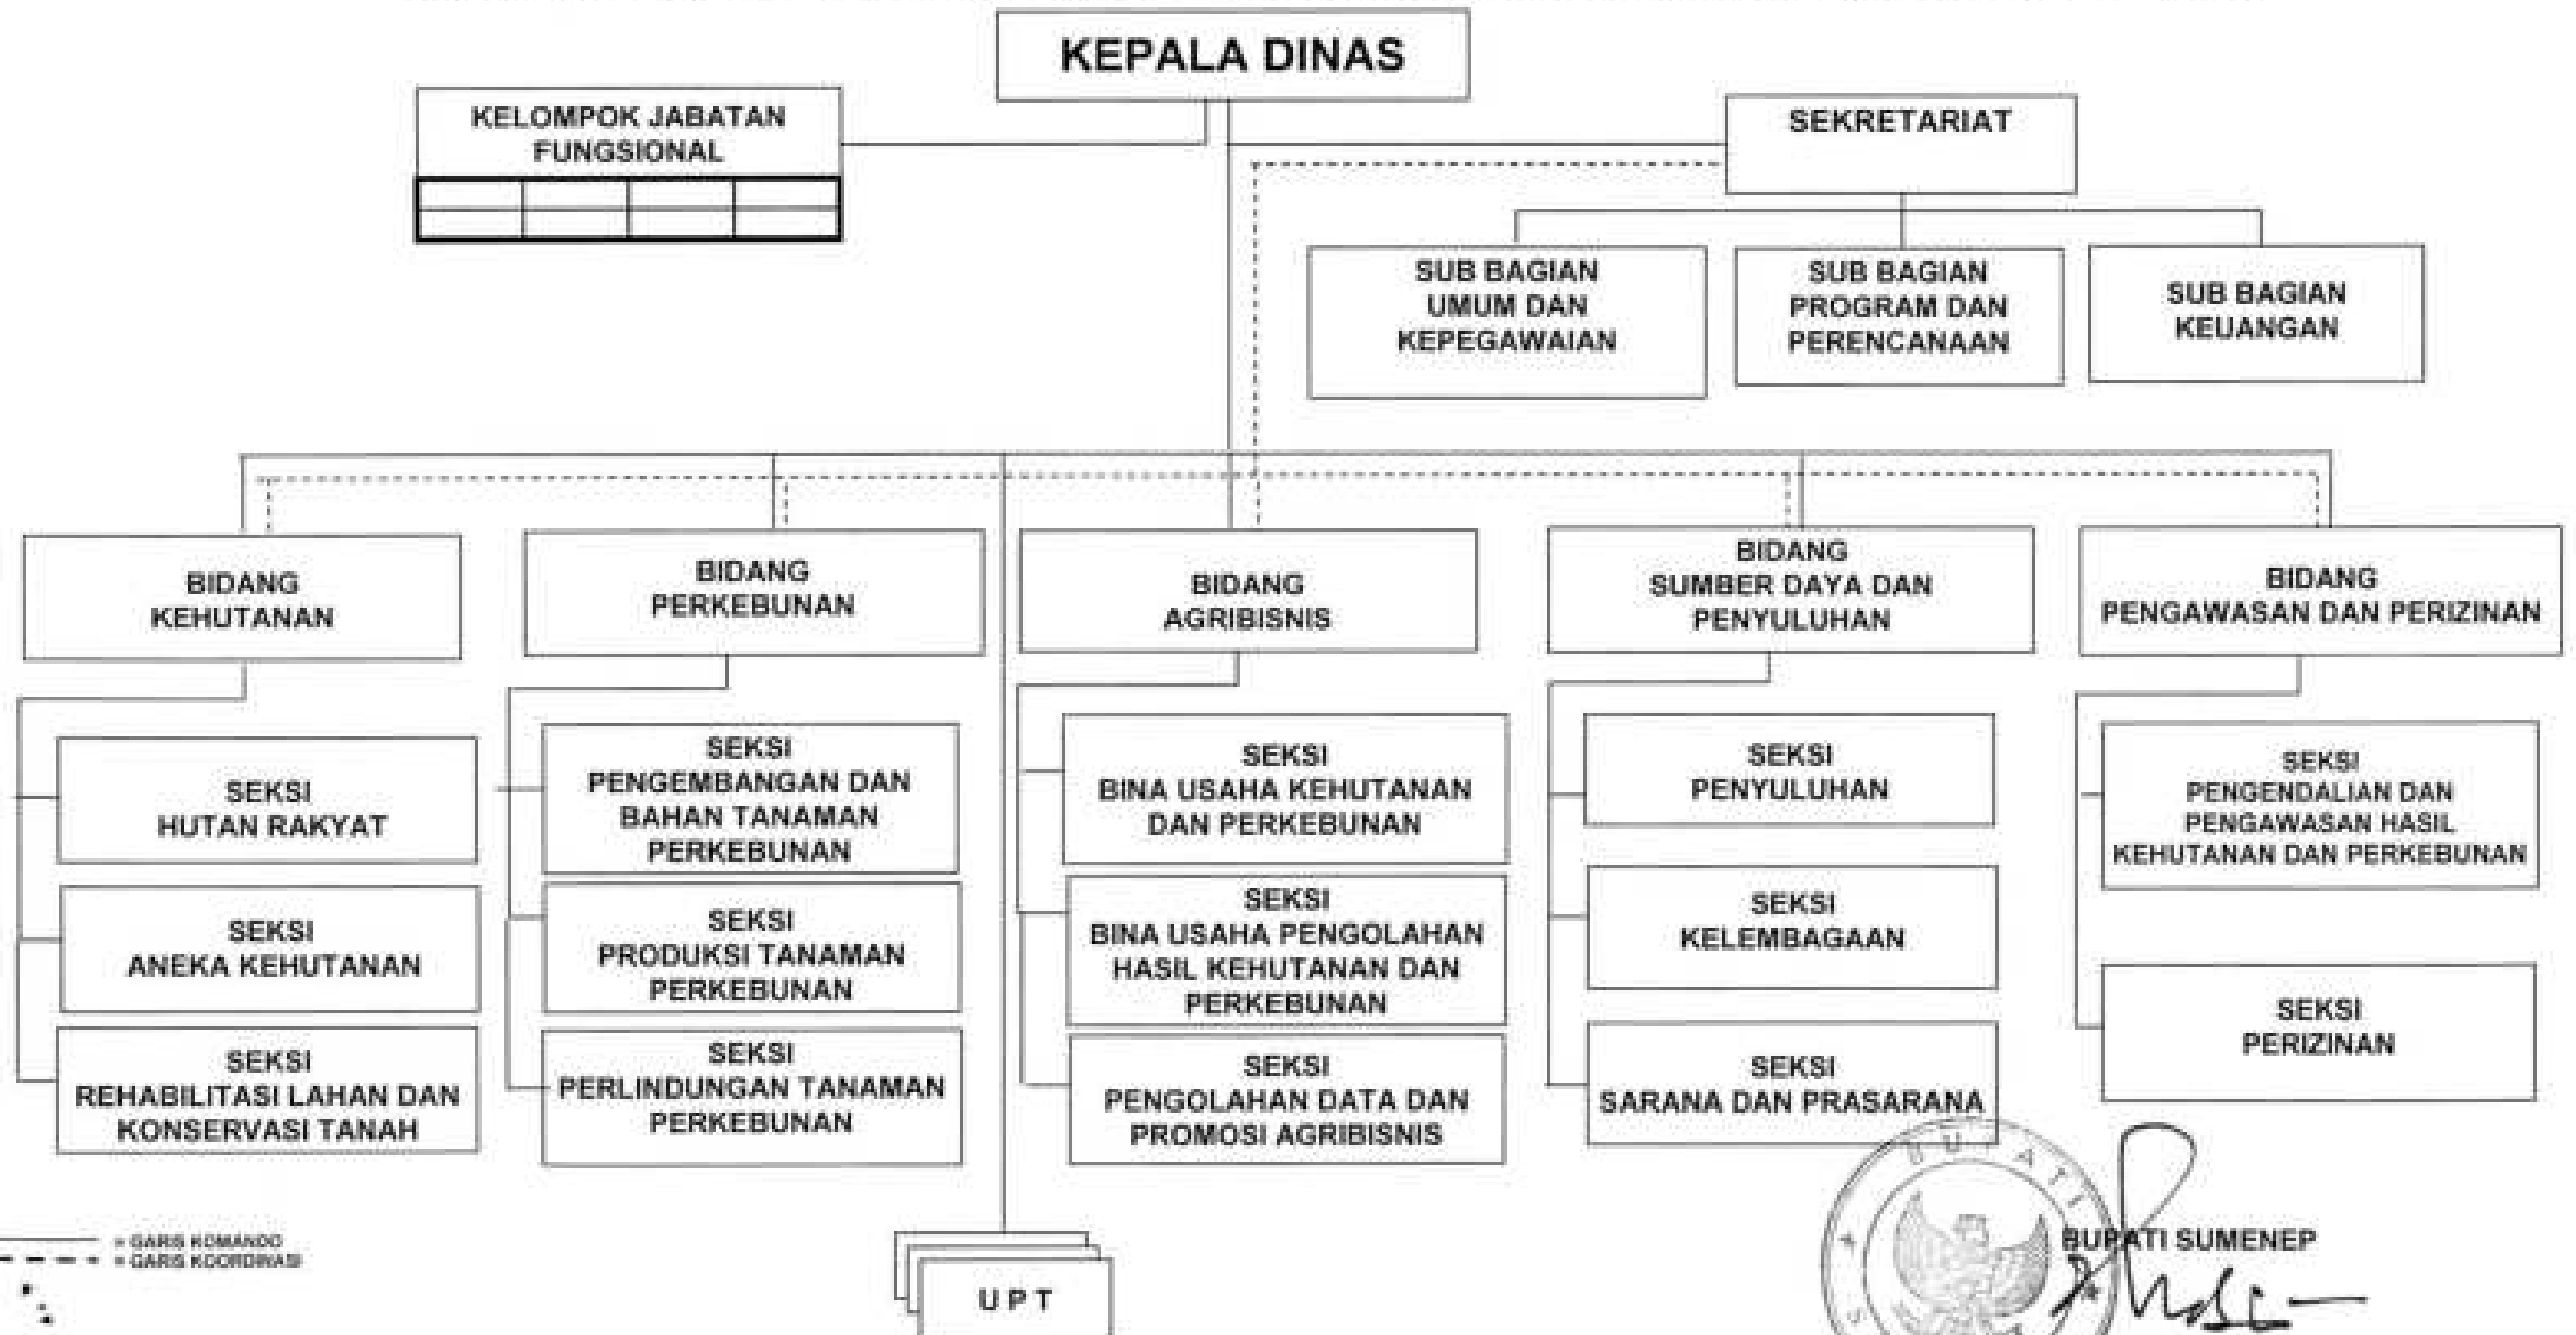 KEPALA DINAS
KELOMPOK JABATAN
FUNGSIONAL
SEKRETARIAT
SUB BAGIAN
UMUM DAN
KEPEGAWAIAN
SUB BAGIAN
PROGRAM DAN
PERENCANAAN
SUB BAGIAN
KEUANGAN
BIDANG
KEHUTANAN
BIDANG
PERKEBUNAN
BIDANG
AGRIBISNIS
BIDANG
SUMBER DAYA DAN
PENYULUHAN
BIDANG
PENGAWASAN DAN PERIZINAN
SEKSI
HUTAN RAKYAT
SEKSI
ANEKA KEHUTANAN
SEKSI
REHABILITASI LAHAN DAN
KONSERVASI TANAH
SEKSI
PENGEMBANGAN DAN
BAHAN TANAMAN
PERKEBUNAN
SEKSI
PRODUKSI TANAMAN
PERKEBUNAN
SEKSI
PERLINDUNGAN TANAMAN
PERKEBUNAN
SEKSI
BINA USAHA KEHUTANAN
DAN PERKEBUNAN
SEKSI
BINA USAHA PENGOLAHAN
HASIL KEHUTANAN DAN
PERKEBUNAN
SEKSI
PENGOLAHAN DATA DAN
PROMOSI AGRIBISNIS
SEKSI
PENYULUHAN
SEKSI
KELEMBAGAAN
SEKSI
SARANA DAN PRASARANA
SEKSI
PENGENDALIAN DAN
PENGAWASAN HASIL
KEHUTANAN DAN PERKEBUNAN
SEKSI
PERIZINAN
= GARIS KOMANDO
= GARIS KOORDINASI
U P T
BUPATI
BUPATI SUMENEP